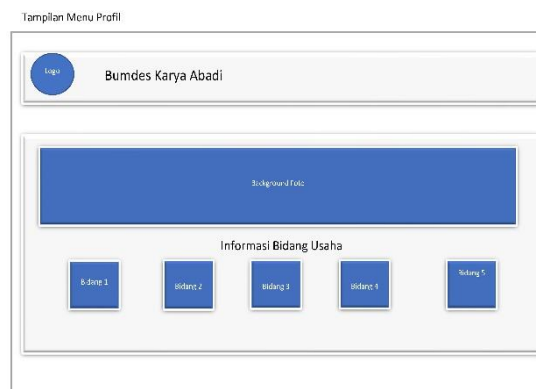 Tampilan Menu Profil
Logo
Bumdes Karya Abadi
Background Foto
Informasi Bidang Usaha
Bidang 1
Bidang 2
Bidang 3
Bidang 4
Bidang 5